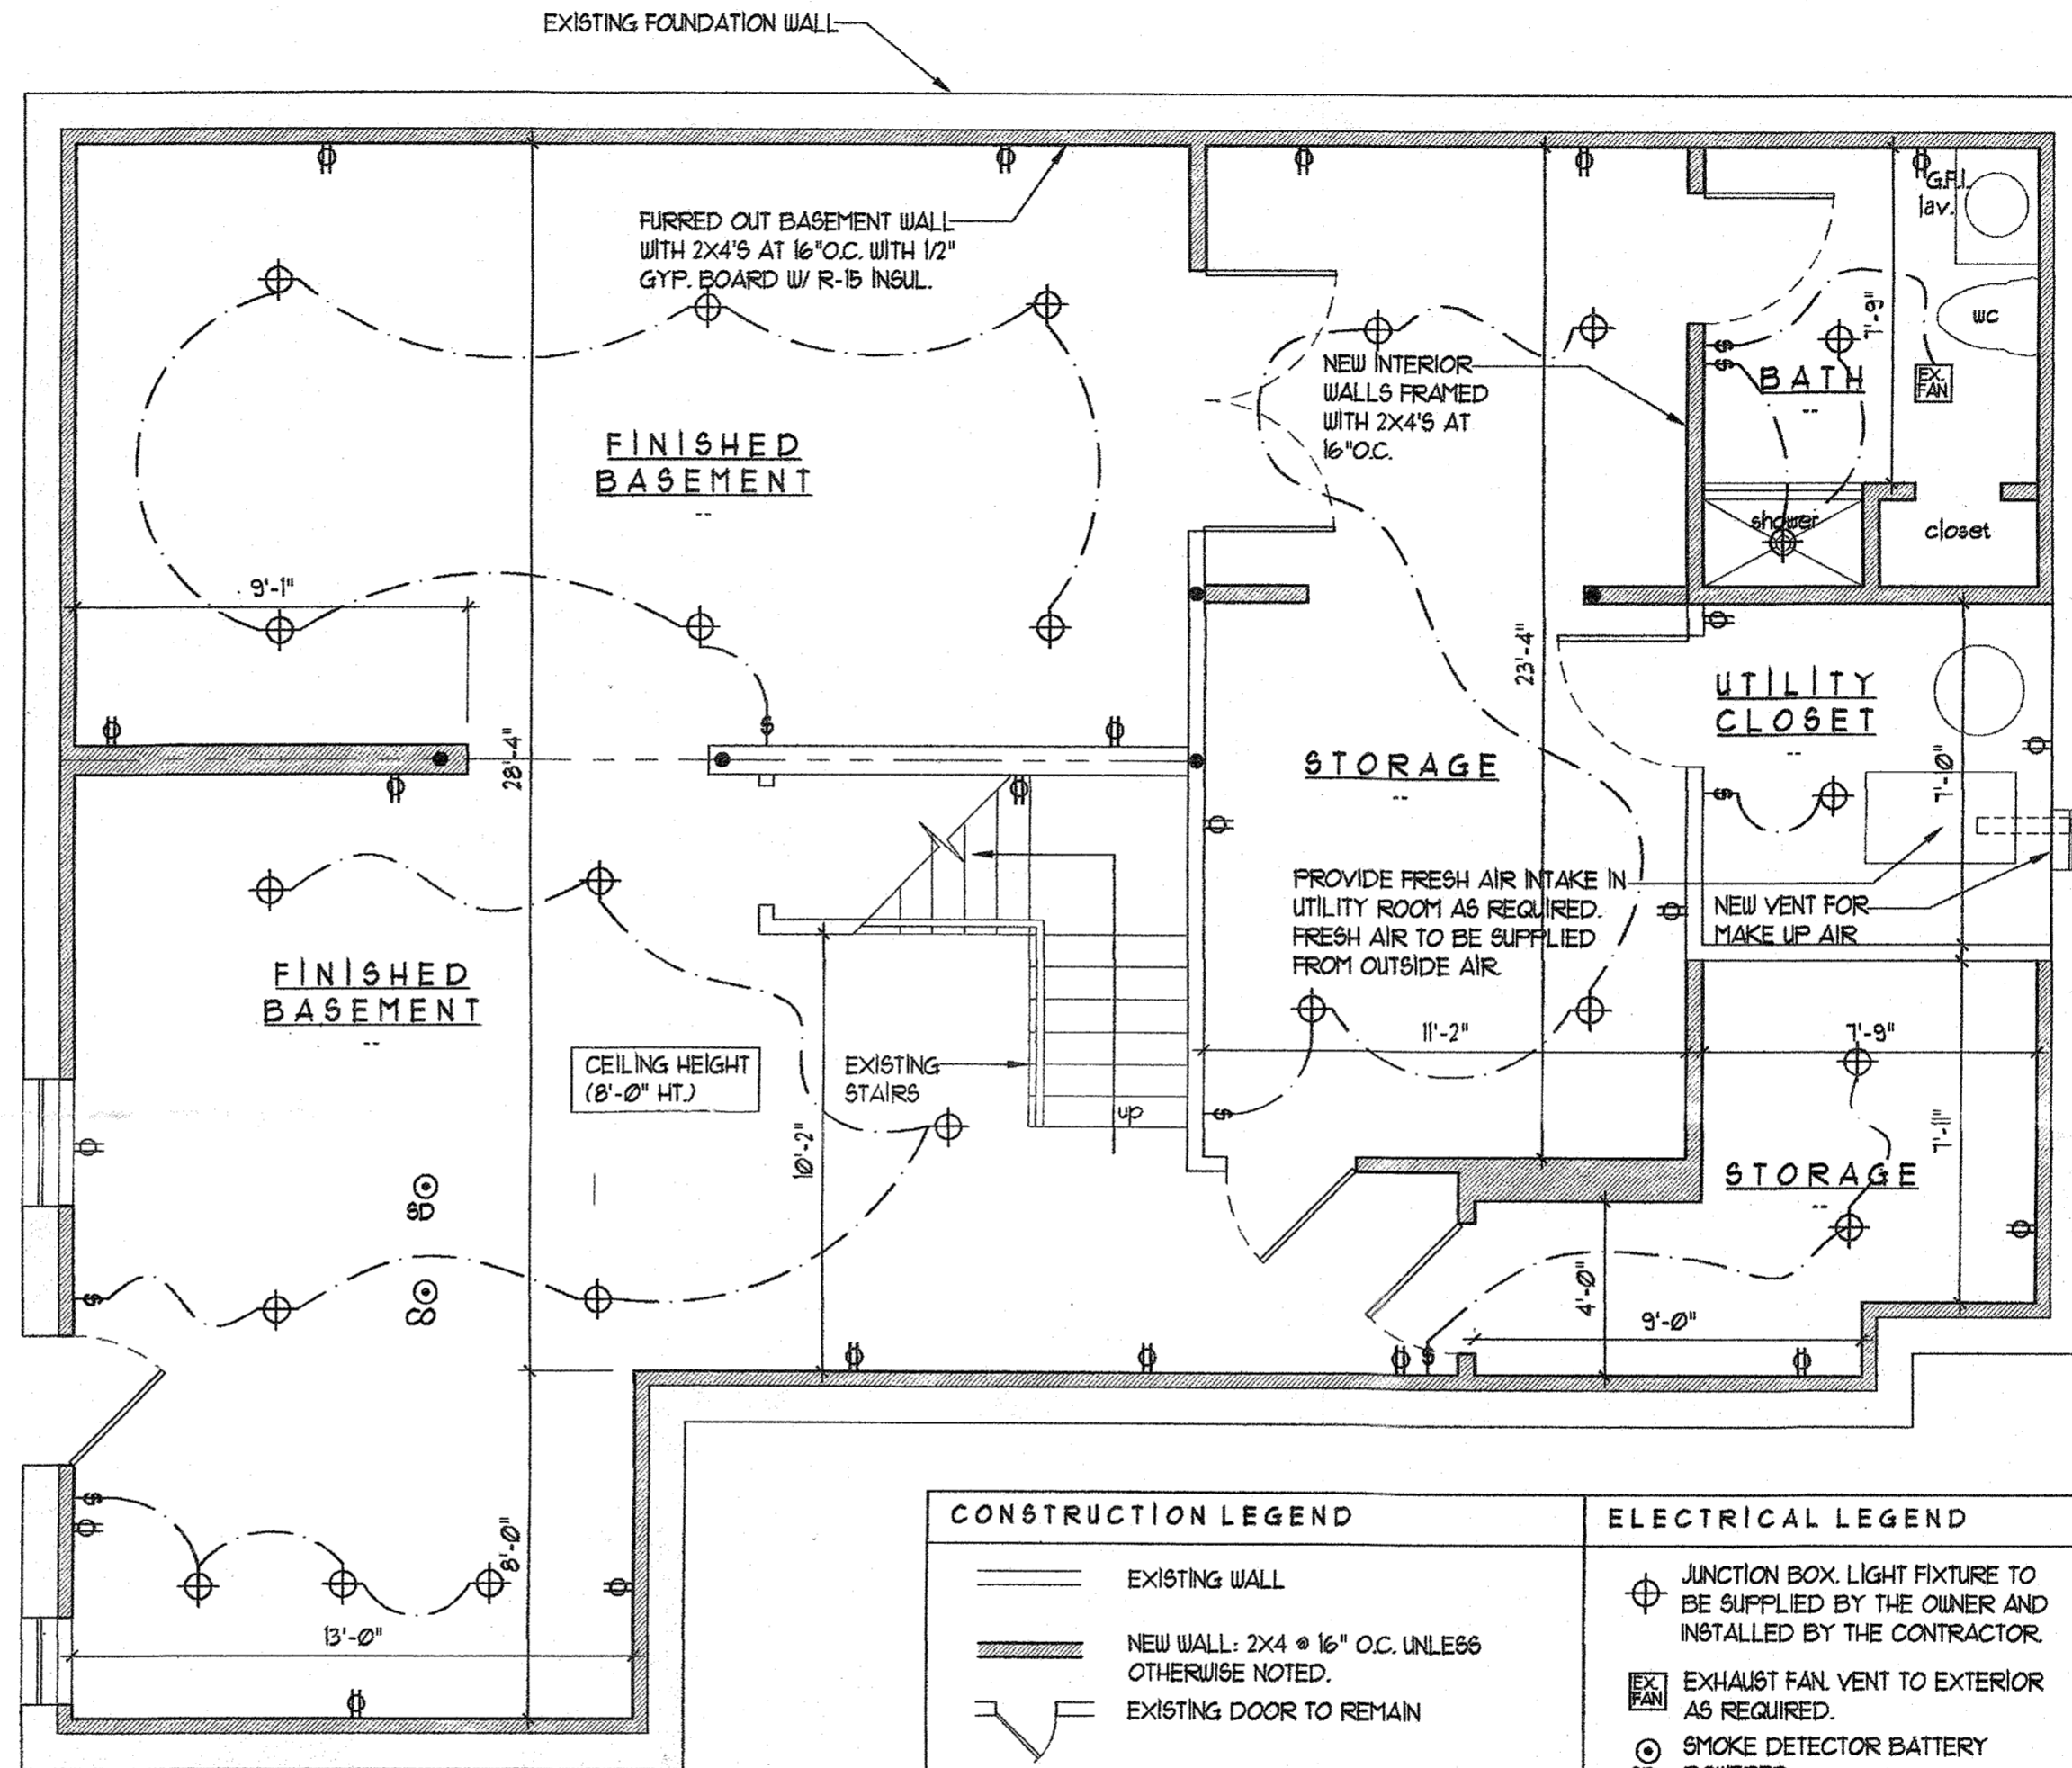 EXISTING FOUNDATION WALL
FURRED OUT BASEMENT WALL
WITH 2X4'S AT 16"O.C. WITH 1/2"
GYP. BOARD W/ R-15 INSUL.
G.F.I.
lav.
wc
7'-9"
EX.
FAN
BATH
--
NEW INTERIOR
WALLS FRAMED
WITH 2X4'S AT
16"O.C.
FINISHED
BASEMENT
--
shower
closet
9'-1"
23'-4"
UTILITY
CLOSET
--
28'-4"
STORAGE
--
7'-10"
PROVIDE FRESH AIR INTAKE IN
UTILITY ROOM AS REQUIRED.
FRESH AIR TO BE SUPPLIED
FROM OUTSIDE AIR.
NEW VENT FOR
MAKE UP AIR
FINISHED
BASEMENT
--
CEILING HEIGHT
(8'-0" HT.)
EXISTING
STAIRS
up
11'-2"
7'-9"
7'-11"
10'-2"
STORAGE
--
SD
CO
4'-0"
9'-0"
S
S
S
S
S
S
S
S
8'-0"
13'-0"
CONSTRUCTION LEGEND
EXISTING WALL
NEW WALL: 2X4 @ 16" O.C. UNLESS
OTHERWISE NOTED.
EXISTING DOOR TO REMAIN
ELECTRICAL LEGEND
JUNCTION BOX. LIGHT FIXTURE TO
BE SUPPLIED BY THE OWNER AND
INSTALLED BY THE CONTRACTOR.
EX.
FAN
EXHAUST FAN. VENT TO EXTERIOR
AS REQUIRED.
SMOKE DETECTOR BATTERY